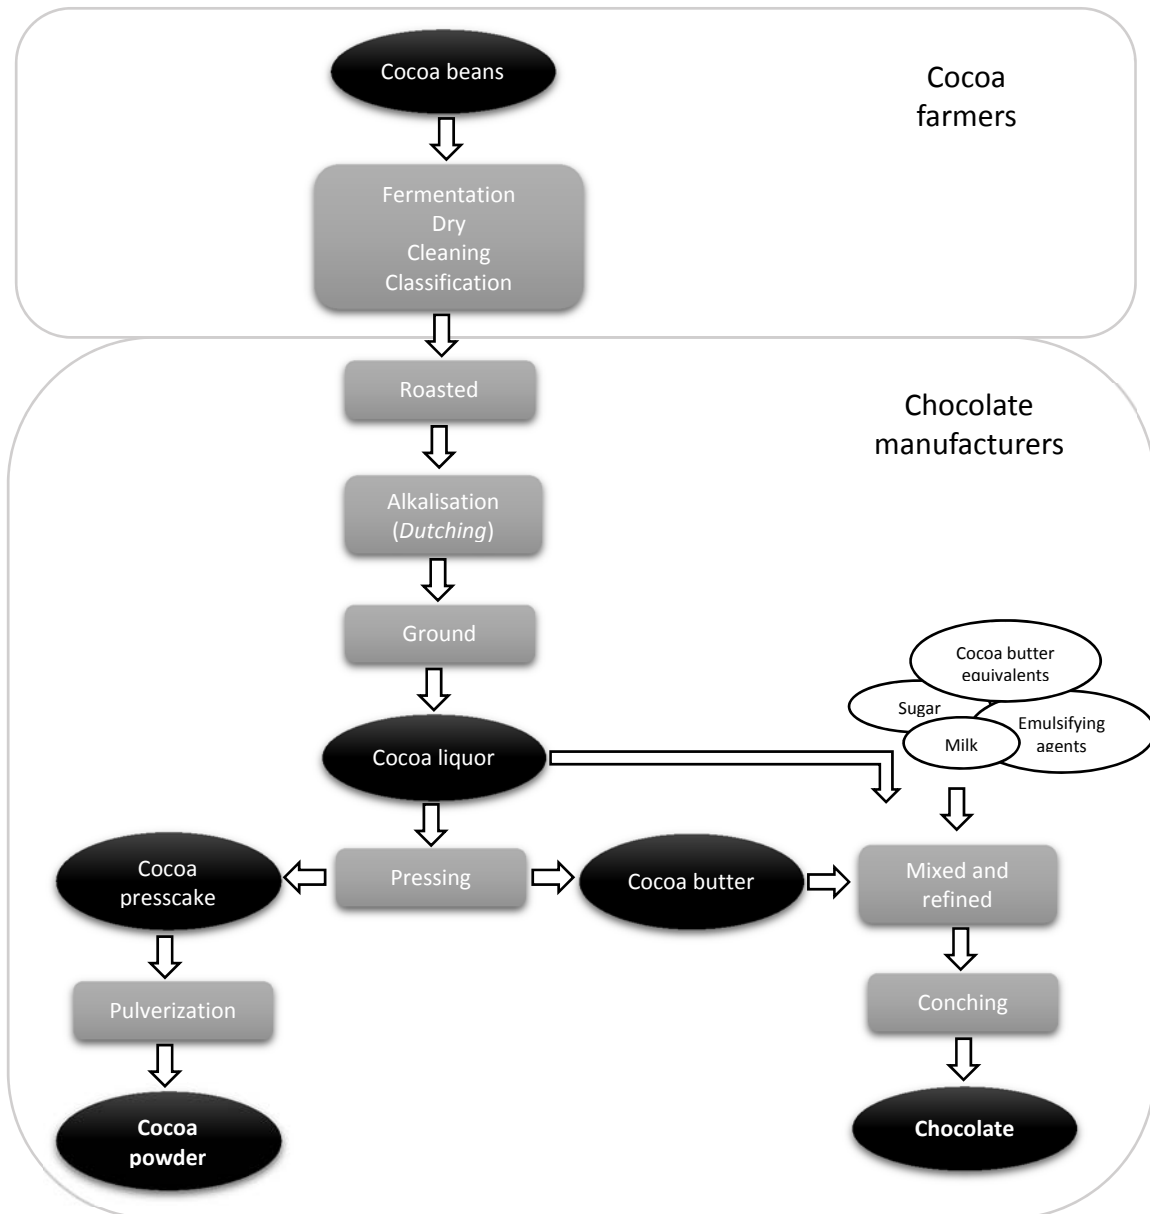 Cocoa beans
Cocoa
farmers
Fermentation
Dry
Cleaning
Classification
Roasted
Chocolate
manufacturers
Alkalisation
(Dutching)
Ground
Cocoa butter
equivalents
Sugar
Emulsifying
agents
Milk
Cocoa liquor
Cocoa
presscake
Pressing
Cocoa butter
Mixed and
refined
Pulverization
Conching
Cocoa
powder
Chocolate